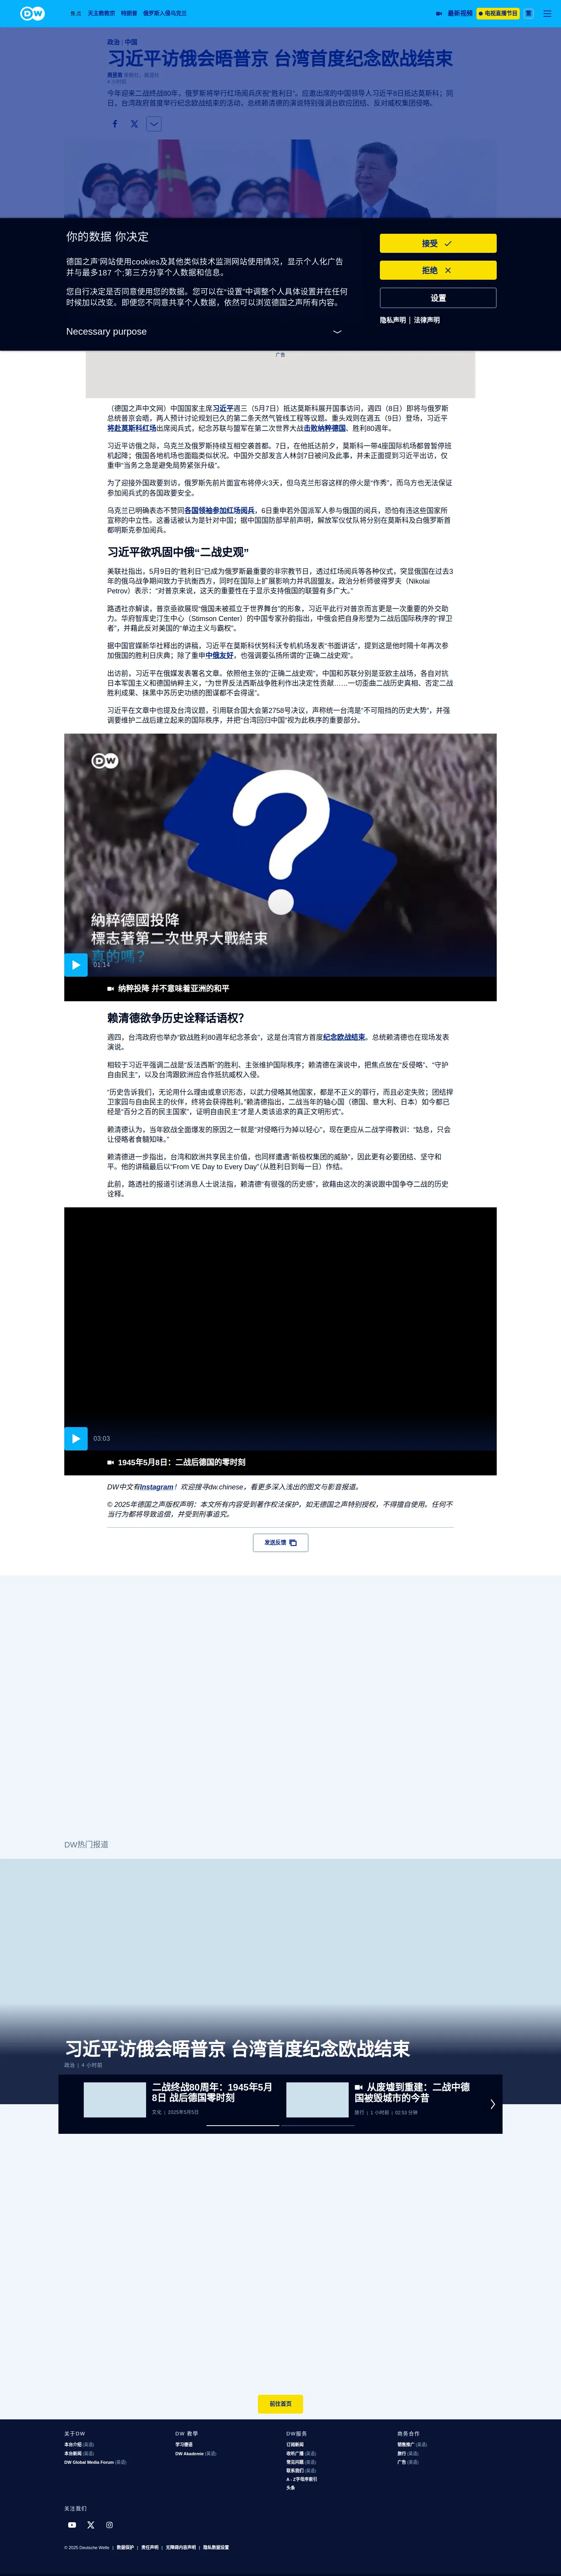 DW
焦点
天主教教宗
特朗普
俄罗斯入侵乌克兰
最新视频
电视直播节目
繁
政治 | 中国
习近平访俄会晤普京 台湾首度纪念欧战结束
4 小时前
今年迎来二战终战80年，俄罗斯将举行红场阅兵庆祝“胜利日”。应邀出席的中国领导人习近平8日抵达莫斯科；同
日，台湾政府首度举行纪念欧战结束的活动，总统赖清德的演说特别强调台欧应团结、反对威权集团侵略。
你的数据 你决定
德国之声'网站使用cookies及其他类似技术监测网站使用情况，显示个人化广告
并与最多187 个;第三方分享个人数据和信息。
您自行决定是否同意使用您的数据。您可以在“设置”中调整个人具体设置并在任何
时候加以改变。即便您不同意共享个人数据，依然可以浏览德国之声所有内容。
Necessary purpose
接受
拒绝
设置
隐私声明 | 法律声明
广告
（德国之声中文网）中国国家主席习近平週三（5月7日）抵达莫斯科展开国事访问，週四（8日）即将与俄罗斯
总统普京会晤，两人预计讨论规划已久的第二条天然气管线工程等议题。重头戏则在週五（9日）登场，习近平
将赴莫斯科红场出席阅兵式，纪念苏联与盟军在第二次世界大战击败纳粹德国、胜利80週年。
习近平访俄之际，乌克兰及俄罗斯持续互相空袭首都。7日，在他抵达前夕，莫斯科一带4座国际机场都曾暂停班
机起降；俄国各地机场也面临类似状况。中国外交部发言人林剑7日被问及此事，并未正面提到习近平出访，仅
重申“当务之急是避免局势紧张升级”。
为了迎接外国政要到访，俄罗斯先前片面宣布将停火3天，但乌克兰形容这样的停火是“作秀”，而乌方也无法保证
参加阅兵式的各国政要安全。
乌克兰已明确表态不赞同各国领袖参加红场阅兵，6日重申若外国派军人参与俄国的阅兵，恐怕有违这些国家所
宣称的中立性。这番话被认为是针对中国；据中国国防部早前声明，解放军仪仗队将分别在莫斯科及白俄罗斯首
都明斯克参加阅兵。
习近平欲巩固中俄“二战史观”
美联社指出，5月9日的“胜利日”已成为俄罗斯最重要的非宗教节日，透过红场阅兵等各种仪式，突显俄国在过去3
年的俄乌战争期间致力于抗衡西方，同时在国际上扩展影响力并巩固盟友。政治分析师彼得罗夫（Nikolai
Petrov）表示：“对普京来说，这天的重要性在于显示支持俄国的联盟有多广大。”
路透社亦解读，普京亟欲展现“俄国未被孤立于世界舞台”的形象，习近平此行对普京而言更是一次重要的外交助
力。华府智库史汀生中心（Stimson Center）的中国专家孙韵指出，中俄会把自身形塑为二战后国际秩序的“捍卫
者”，并藉此反对美国的“单边主义与霸权”。
据中国官媒新华社释出的讲稿，习近平在莫斯科伏努科沃专机机场发表“书面讲话”，提到这是他时隔十年再次参
加俄国的胜利日庆典；除了重申中俄友好，也强调要弘扬所谓的“正确二战史观”。
出访前，习近平在俄媒发表署名文章。依照他主张的“正确二战史观”，中国和苏联分别是亚欧主战场，各自对抗
日本军国主义和德国纳粹主义，“为世界反法西斯战争胜利作出决定性贡献……一切歪曲二战历史真相、否定二战
胜利成果、抹黑中苏历史功绩的图谋都不会得逞”。
习近平在文章中也提及台湾议题，引用联合国大会第2758号决议，声称统一台湾是“不可阻挡的历史大势”，并强
调要维护二战后建立起来的国际秩序，并把“台湾回归中国”视为此秩序的重要部分。
DW
納粹德國投降
標志著第二次世界大戰結束
真的嗎？
01:14
纳粹投降 并不意味着亚洲的和平
赖清德欲争历史诠释话语权？
週四，台湾政府也举办“欧战胜利80週年纪念茶会”，这是台湾官方首度纪念欧战结束。总统赖清德也在现场发表
演说。
相较于习近平强调二战是“反法西斯”的胜利、主张维护国际秩序；赖清德在演说中，把焦点放在“反侵略”、“守护
自由民主”，以及台湾跟欧洲应合作抵抗威权入侵。
“历史告诉我们，无论用什么理由或意识形态，以武力侵略其他国家，都是不正义的罪行，而且必定失败；团结捍
卫家园与自由民主的伙伴，终将会获得胜利。”赖清德指出，二战当年的轴心国（德国、意大利、日本）如今都已
经是“百分之百的民主国家”，证明自由民主“才是人类该追求的真正文明形式”。
赖清德认为，当年欧战全面爆发的原因之一就是“对侵略行为掉以轻心”，现在更应从二战学得教训：“姑息，只会
让侵略者食髓知味。”
赖清德进一步指出，台湾和欧洲共享民主价值，也同样遭遇“新极权集团的威胁”，因此更有必要团结、坚守和
平。他的讲稿最后以“From VE Day to Every Day”（从胜利日到每一日）作结。
此前，路透社的报道引述消息人士说法指，赖清德“有很强的历史感”，欲藉由这次的演说跟中国争夺二战的历史
诠释。
03:03
1945年5月8日：二战后德国的零时刻
DW中文有Instagram！欢迎搜寻dw.chinese，看更多深入浅出的图文与影音报道。
© 2025年德国之声版权声明：本文所有内容受到著作权法保护，如无德国之声特别授权，不得擅自使用。任何不
当行为都将导致追偿，并受到刑事追究。
发送反馈
DW热门报道
习近平访俄会晤普京 台湾首度纪念欧战结束
政治 | 4 小时前
二战终战80周年：1945年5月
8日 战后德国零时刻
文化 | 2025年5月5日
从废墟到重建：二战中德
国被毁城市的今昔
旅行 | 1 小时前 | 02:53 分钟
前往首页
关于DW
本台介绍 (英语)
本台新闻 (英语)
DW Global Media Forum (英语)
DW 教学
学习德语
DW Akademie (英语)
DW服务
订阅新闻
收听广播 (英语)
常见问题 (英语)
联系我们 (英语)
A - Z字母序索引
头条
商务合作
销售推广 (英语)
旅行 (英语)
广告 (英语)
关注我们
© 2025 Deutsche Welle | 数据保护 | 责任声明 | 无障碍内容声明 | 隐私数据设置